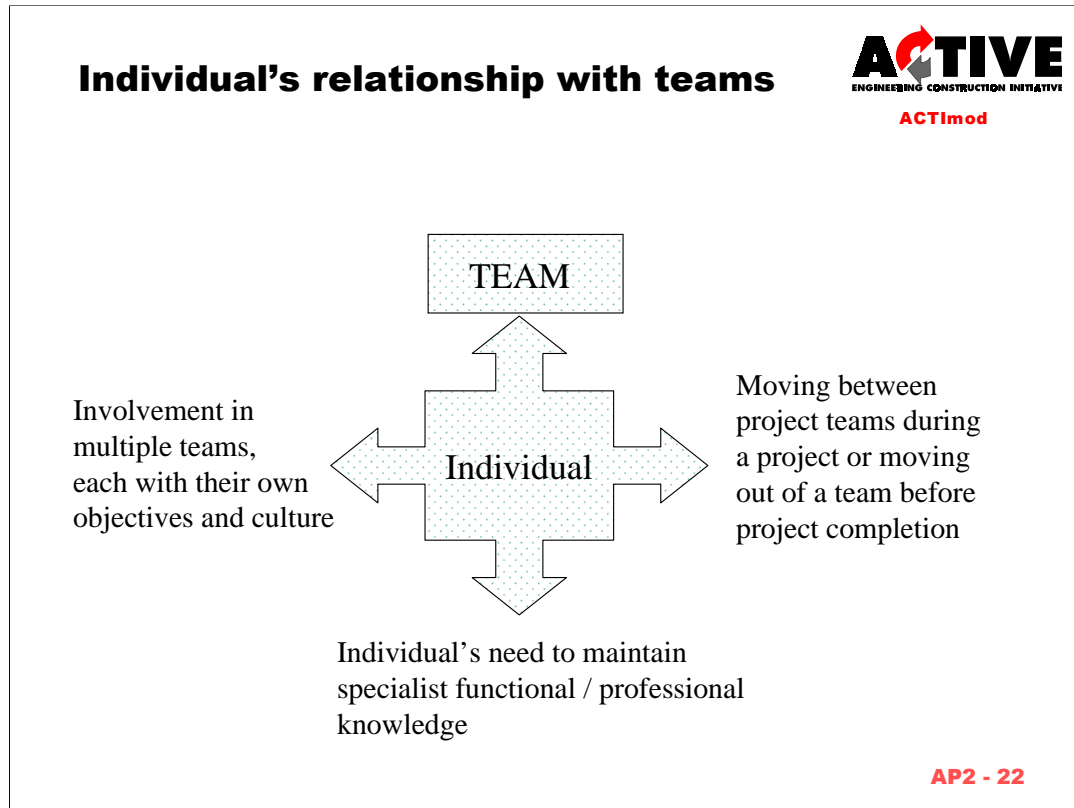 Individual’s relationship with teams
ACTIVE
ENGINEERING CONSTRUCTION INITIATIVE
ACTImod
TEAM
Involvement in
multiple teams,
each with their own
objectives and culture
Individual
Moving between
project teams during
a project or moving
out of a team before
project completion
Individual’s need to maintain
specialist functional / professional
knowledge
AP2 - 22